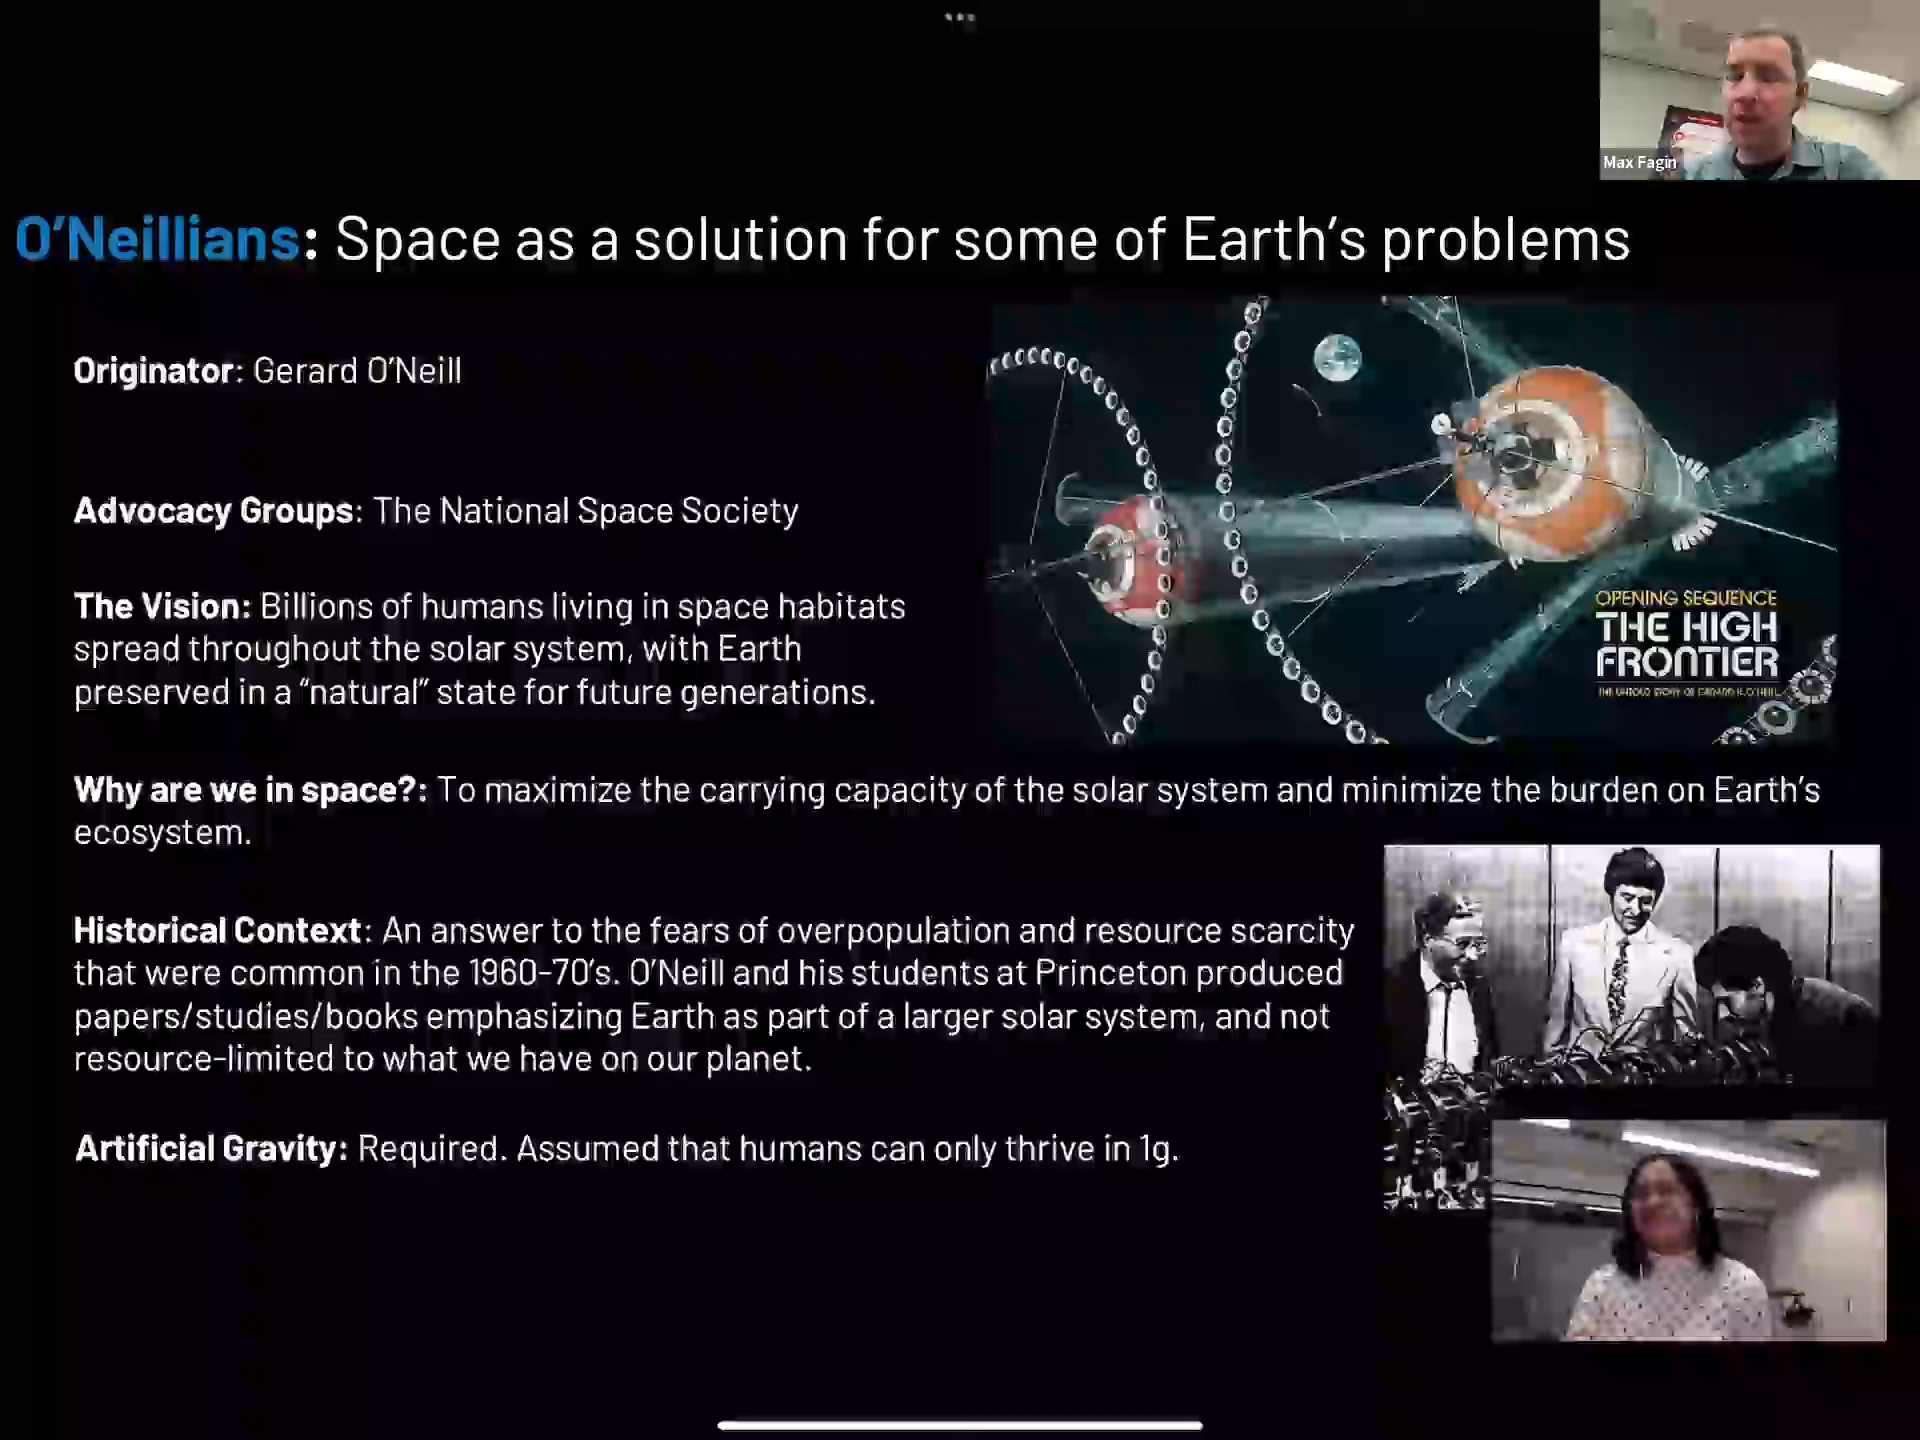 Max Fagin
O'Neillians: Space as a solution for some of Earth's problems
Originator: Gerard O'Neill
Advocacy Groups: The National Space Society
The Vision: Billions of humans living in space habitats
spread throughout the solar system, with Earth
preserved in a “natural” state for future generations.
OPENING SEQUENCE
THE HIGH
FRONTIER
THE UNTOLD STORY OF GERARD K. O'NEILL
Why are we in space?: To maximize the carrying capacity of the solar system and minimize the burden on Earth's
ecosystem.
Historical Context: An answer to the fears of overpopulation and resource scarcity
that were common in the 1960-70's. O'Neill and his students at Princeton produced
papers/studies/books emphasizing Earth as part of a larger solar system, and not
resource-limited to what we have on our planet.
Artificial Gravity: Required. Assumed that humans can only thrive in 1g.